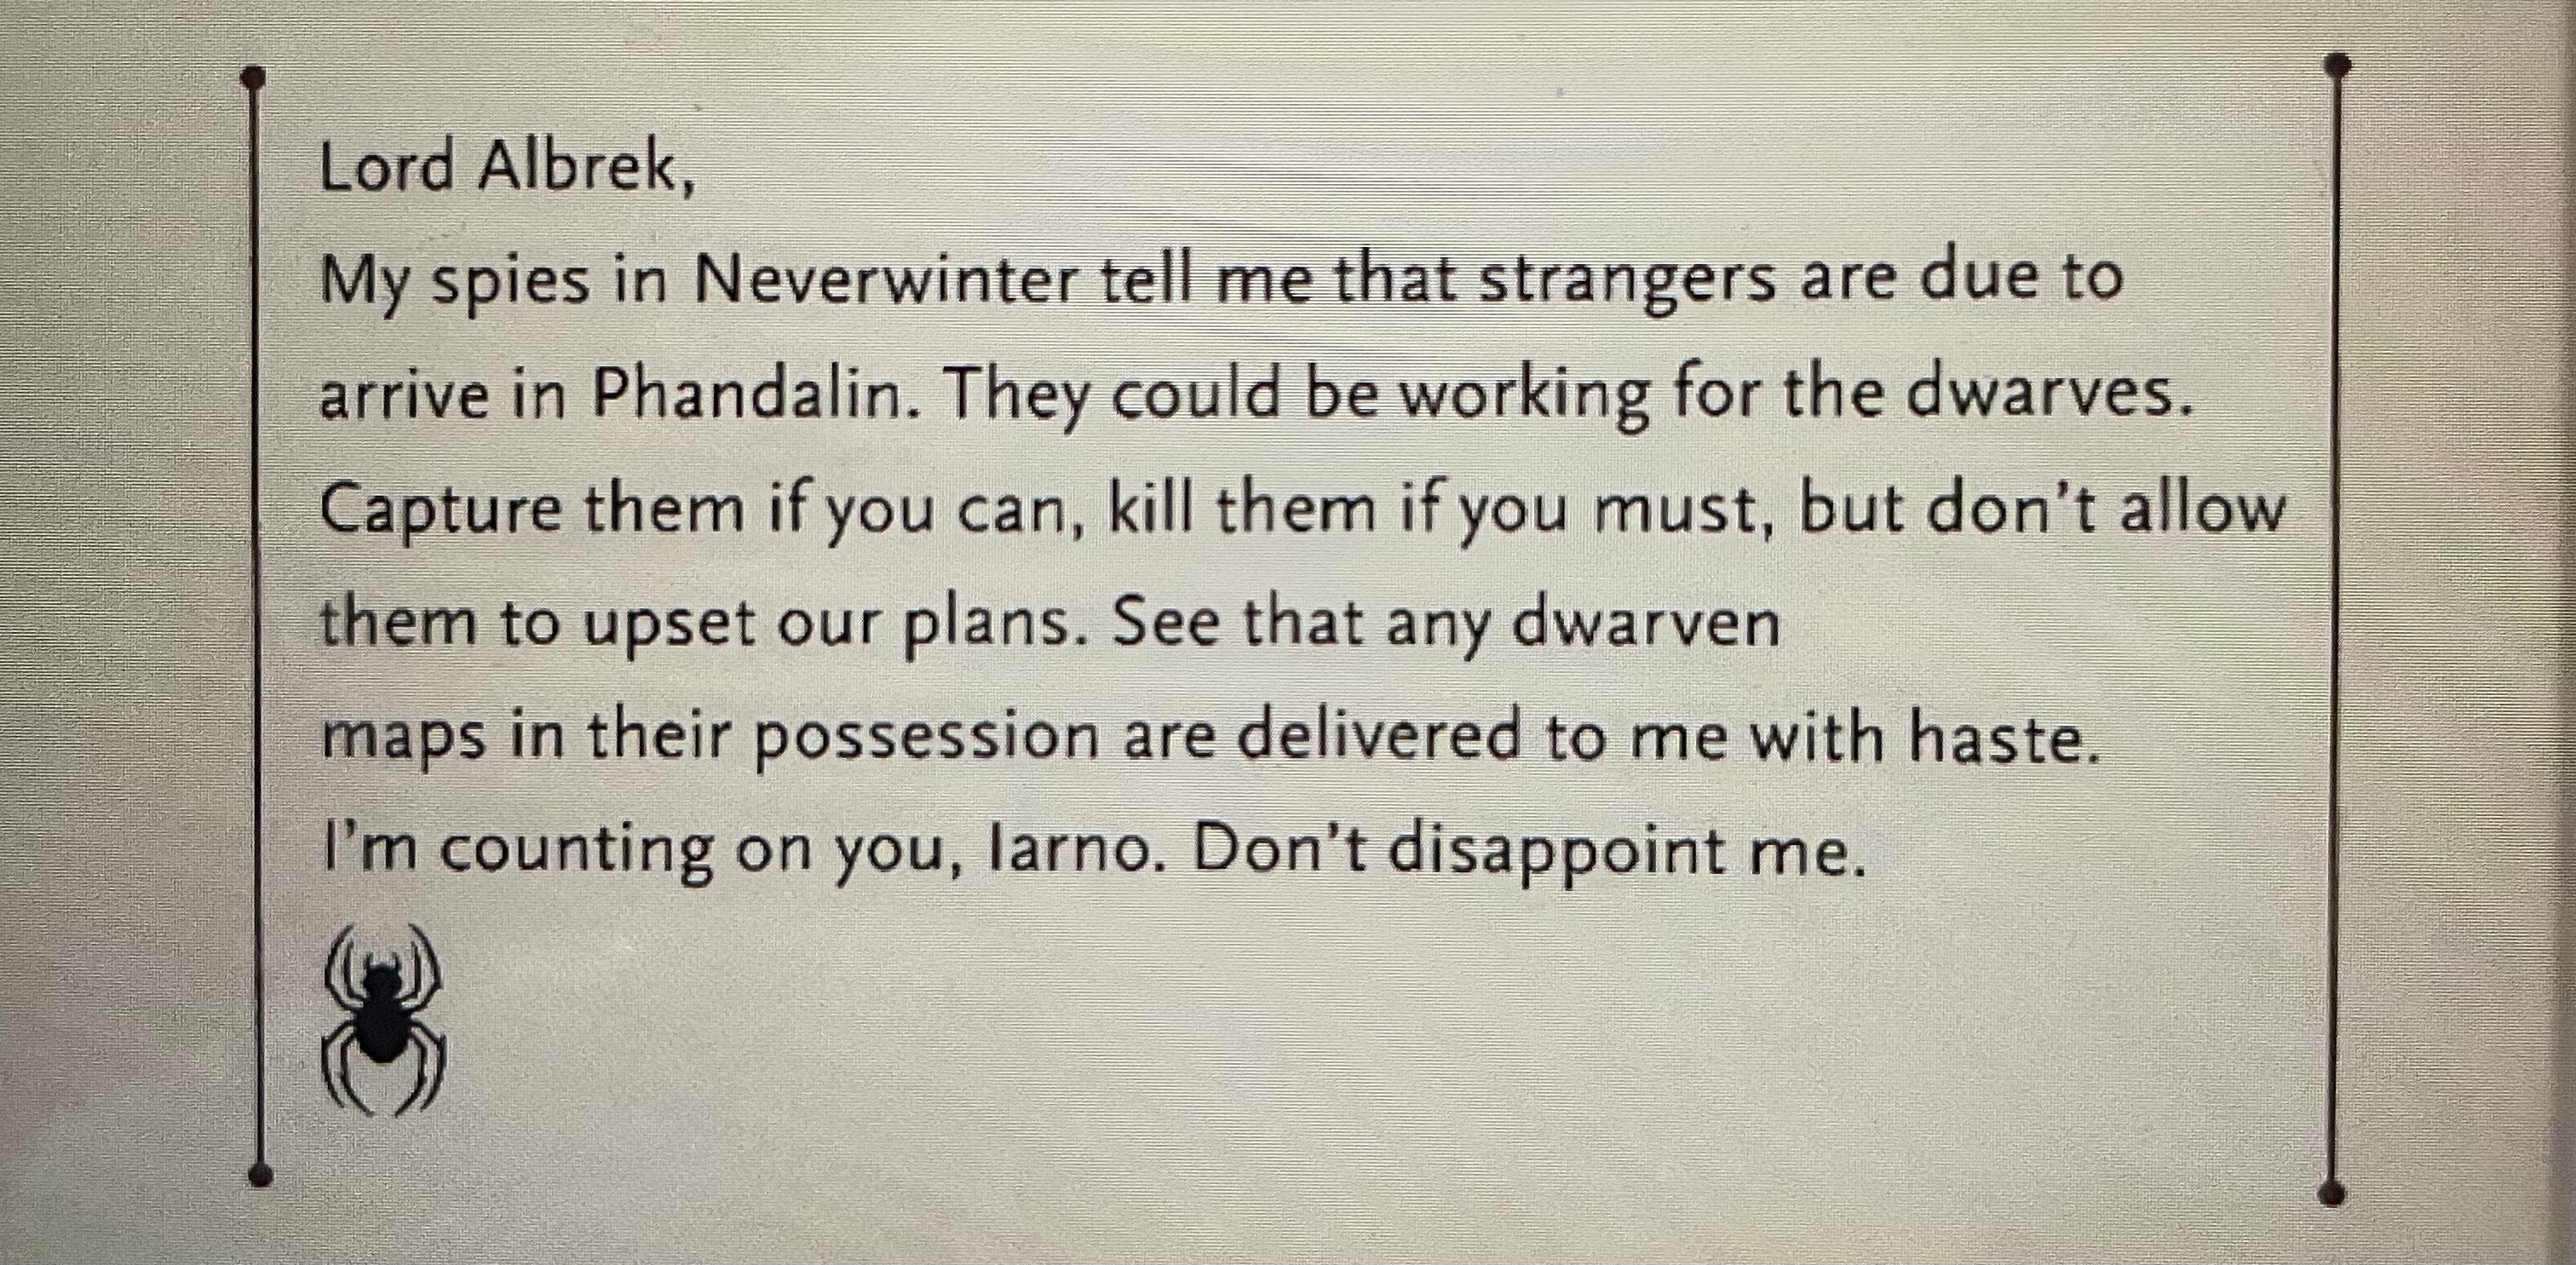 Lord Albrek,
My spies in Neverwinter tell me that strangers are due to
arrive in Phandalin. They could be working for the dwarves.
Capture them if you can, kill them if you must, but don't allow
them to upset our plans. See that any dwarven
maps in their possession are delivered to me with haste.
I'm counting on you, Iarno. Don't disappoint me.